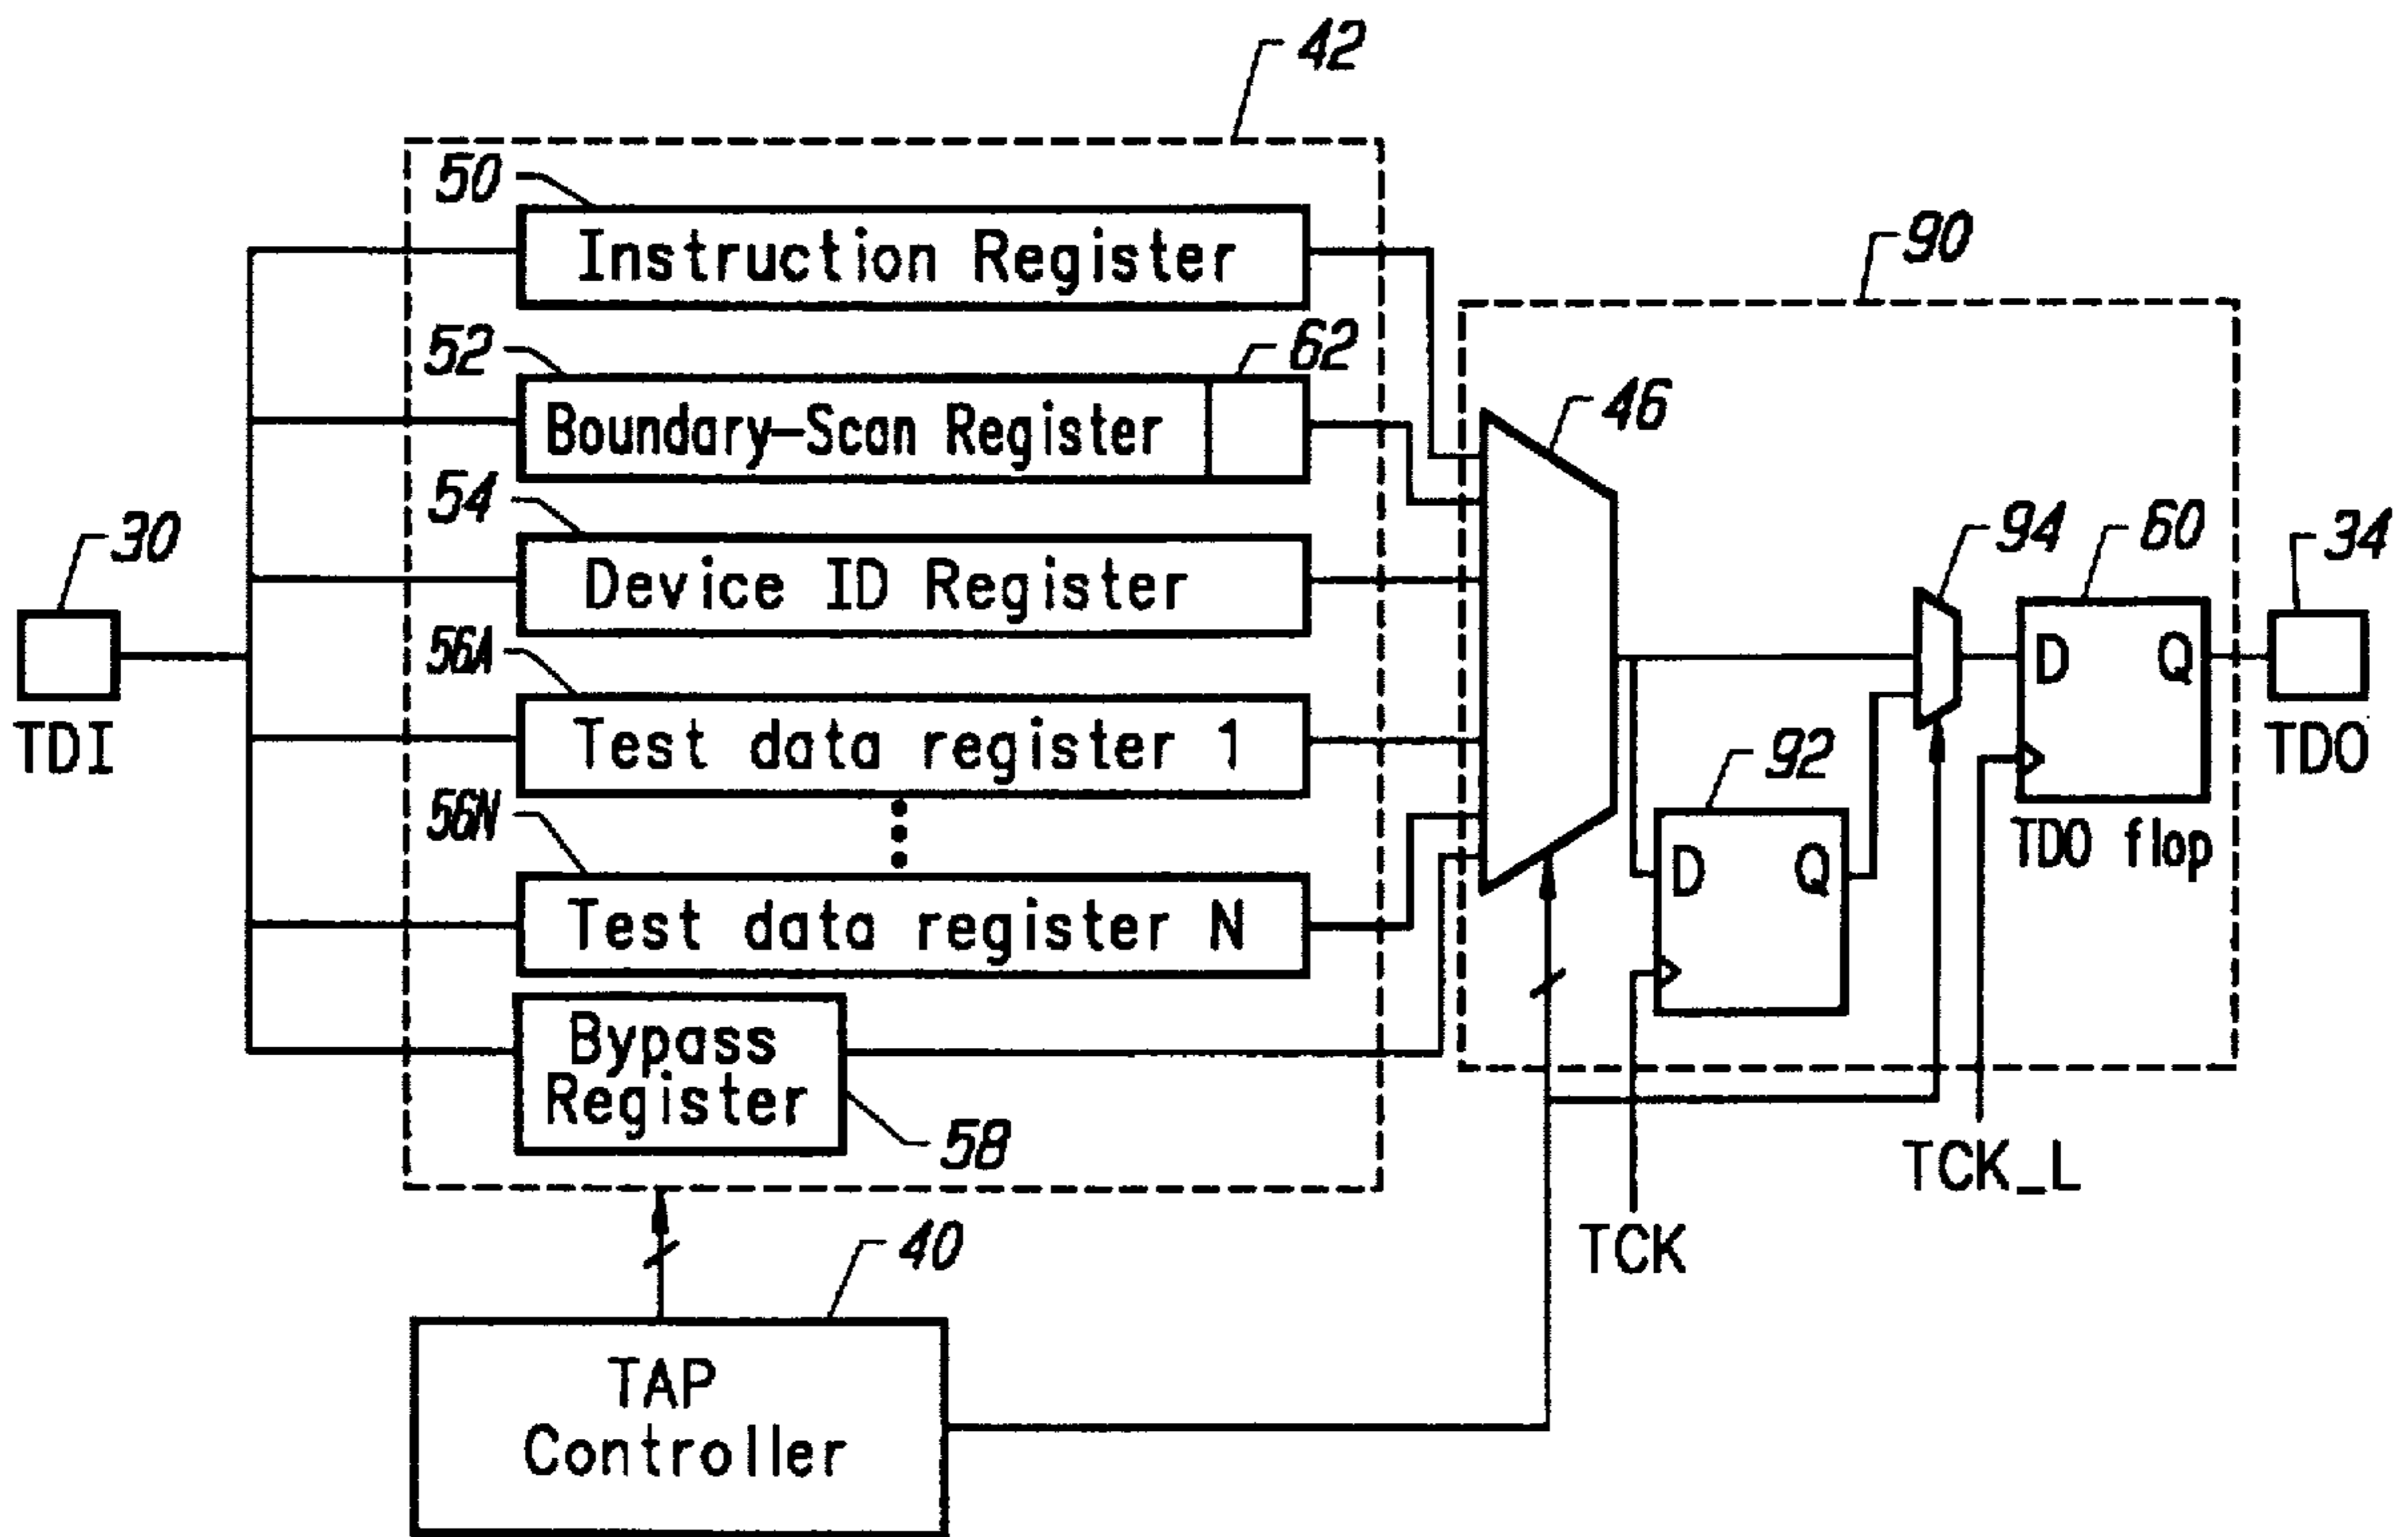 42
50
Instruction Register
90
52
62
Boundary-Scan Register
46
54
Device ID Register
30
TDI
94
60
34
56A
Test data register 1
D Q
TDO
TDO flop
92
56N
D Q
Test data register N
Bypass
Register
58
TCK_L
TCK
40
TAP
Controller